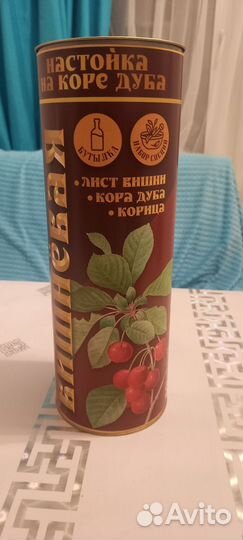 НАСТОЙКА
НА КОРЕ ДУБА
БУТЫЛКА
НАБОР СПЕЦИЙ
• ЛИСТ ВИШНИ
• КОРА ДУБА
• КОРИЦА
ВИШНЕВАЯ
Avito